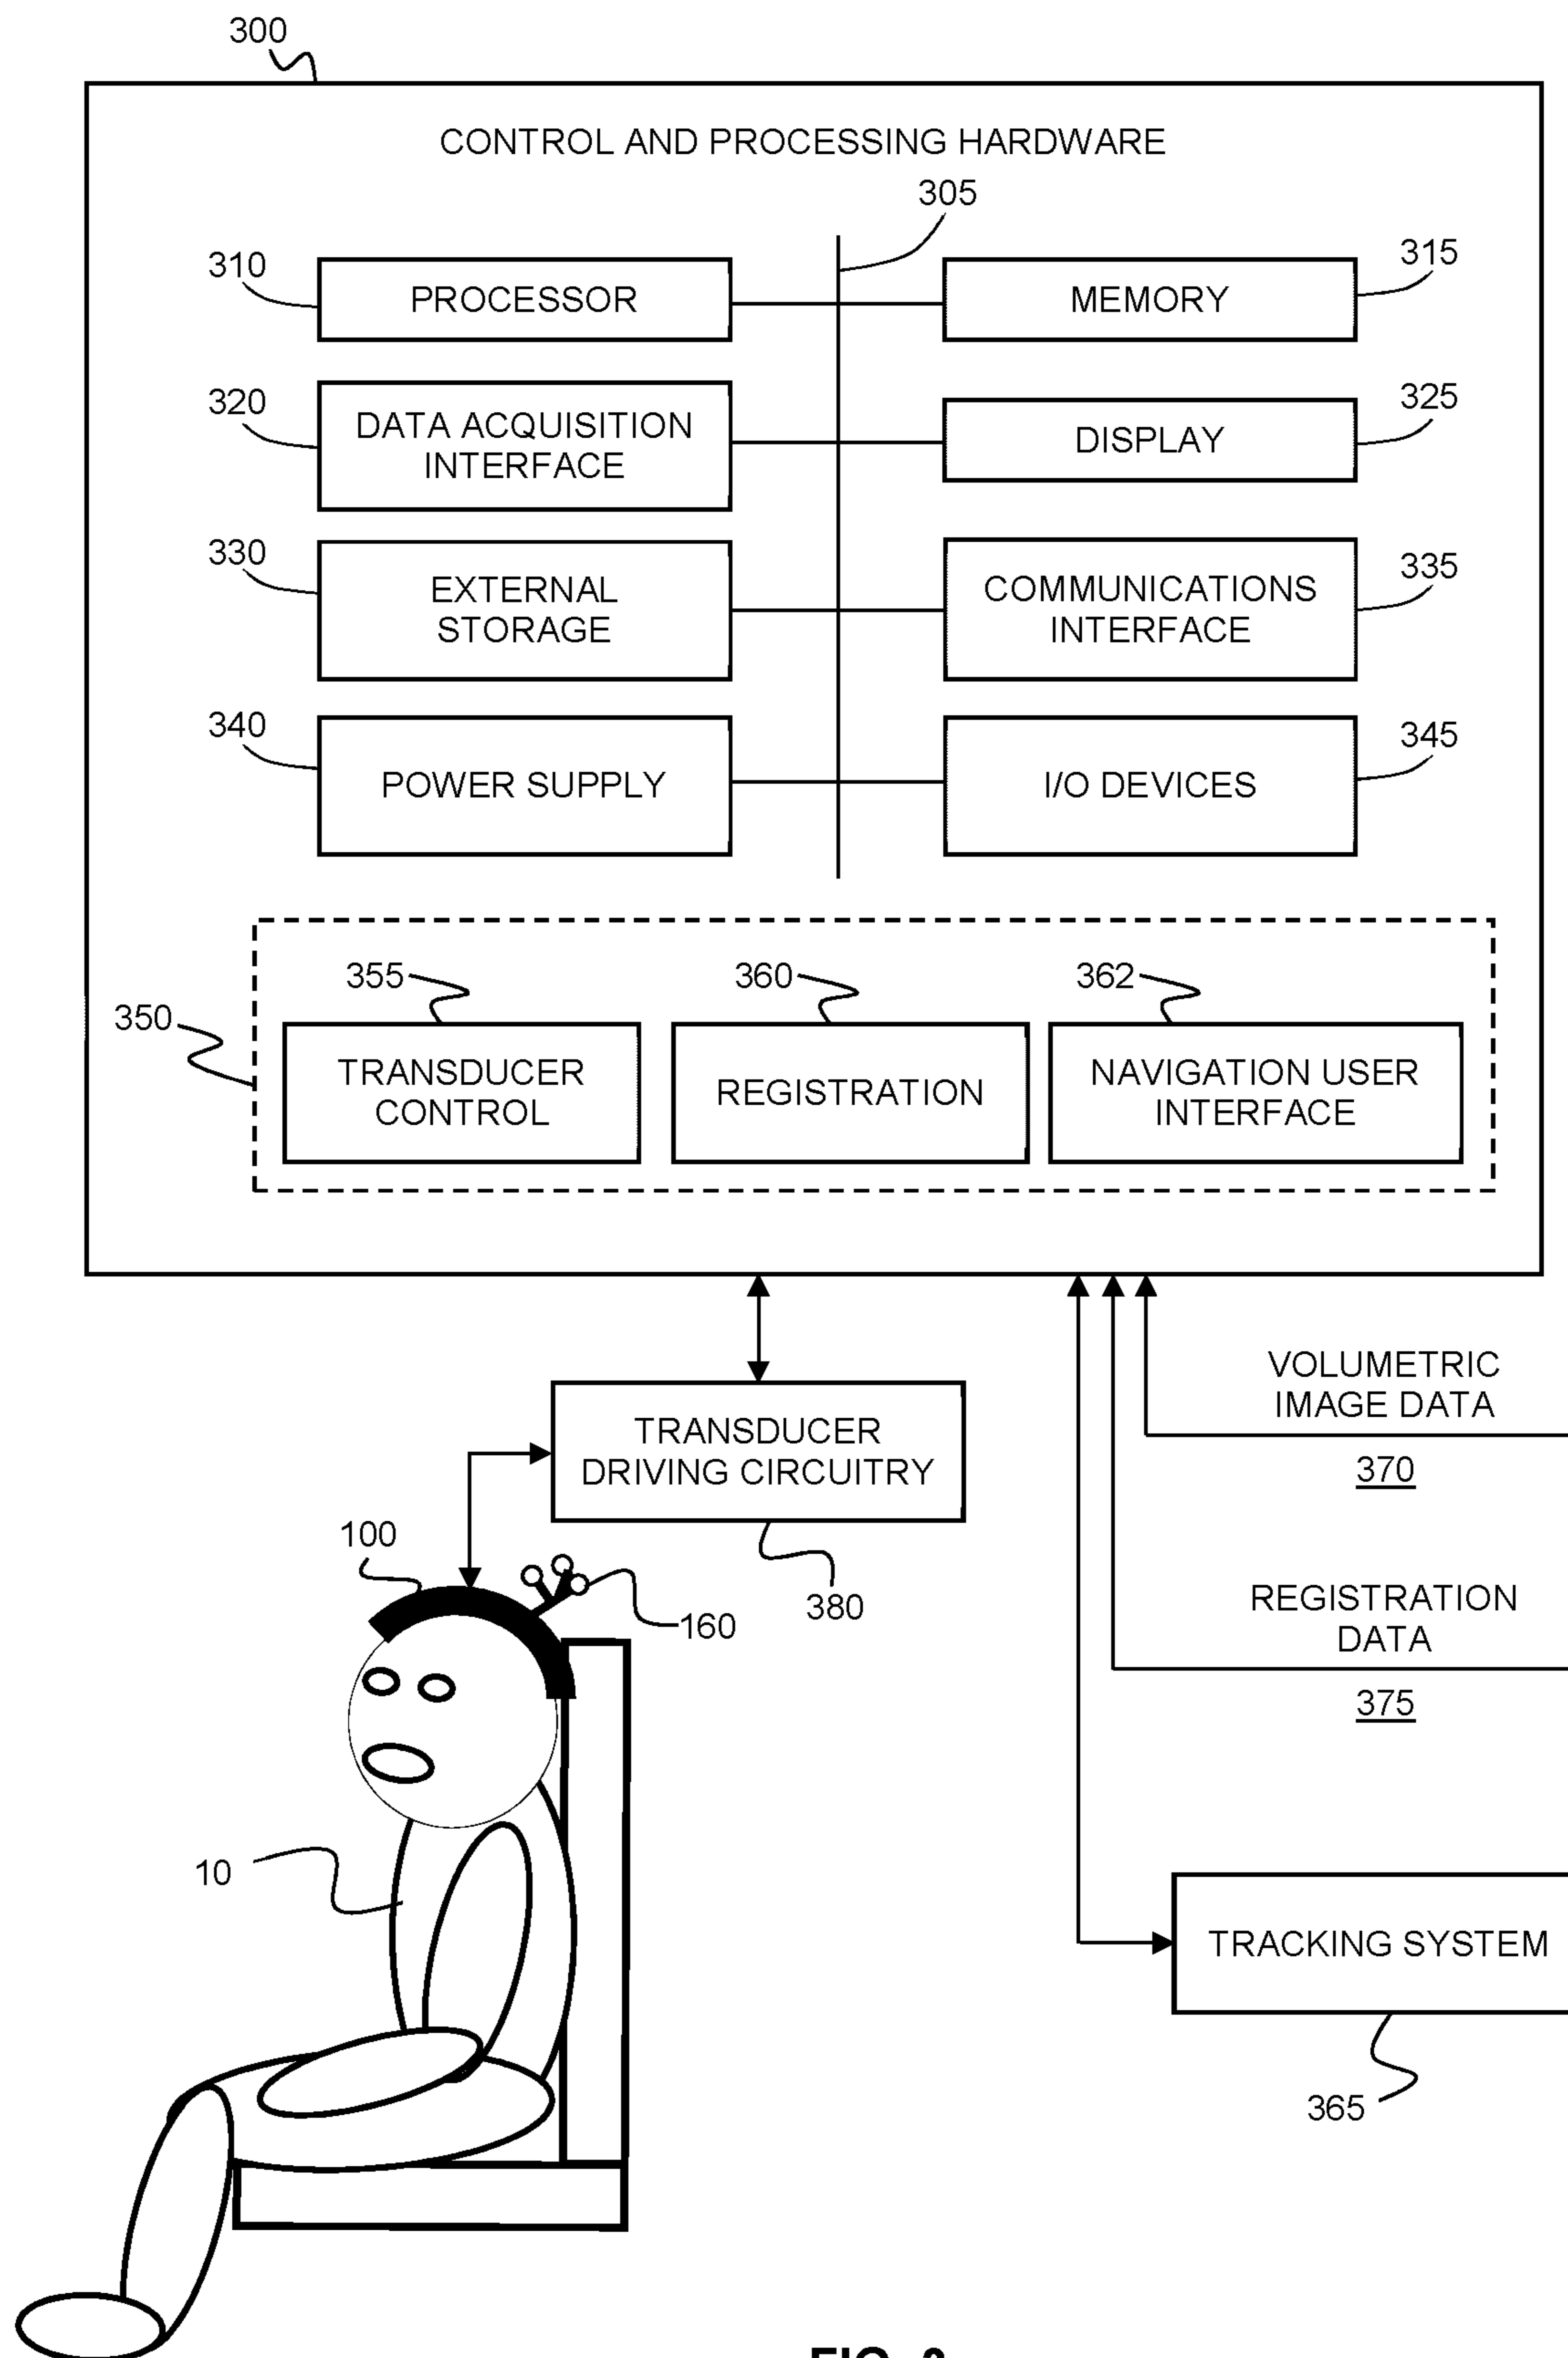 300
CONTROL AND PROCESSING HARDWARE
305
310
PROCESSOR
MEMORY
315
320
DATA ACQUISITION
INTERFACE
DISPLAY
325
330
EXTERNAL
STORAGE
COMMUNICATIONS
INTERFACE
335
340
POWER SUPPLY
I/O DEVICES
345
350
355
TRANSDUCER
CONTROL
360
REGISTRATION
362
NAVIGATION USER
INTERFACE
VOLUMETRIC
IMAGE DATA
370
TRANSDUCER
DRIVING CIRCUITRY
380
100
160
REGISTRATION
DATA
375
10
TRACKING SYSTEM
365
FIG.